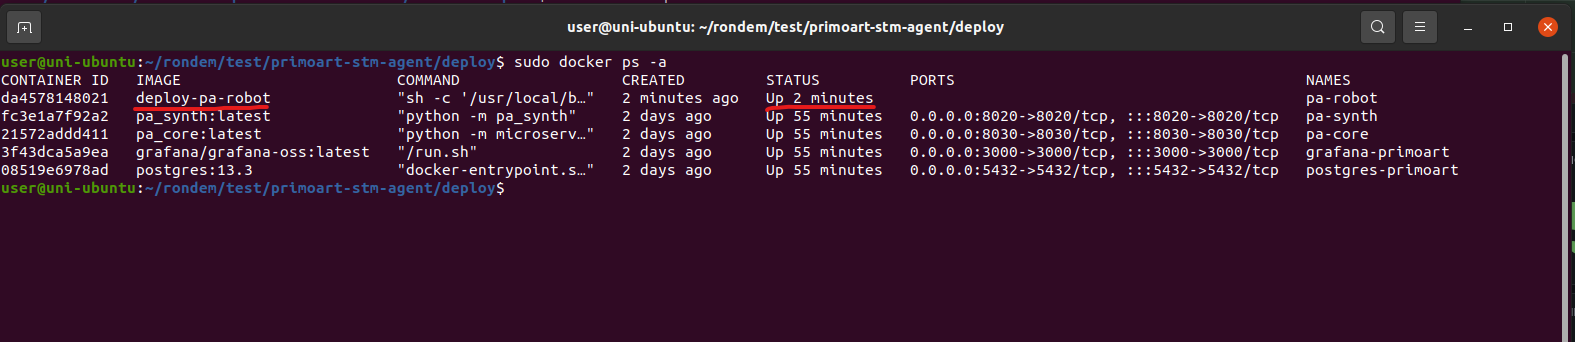 user@uni-ubuntu: ~/rondem/test/primoart-stm-agent/deploy
user@uni-ubuntu:~/rondem/test/primoart-stm-agent/deploy$ sudo docker ps -a
CONTAINER ID   IMAGE                        COMMAND                  CREATED         STATUS          PORTS                                       NAMES
da4578148021   deploy-pa-robot              "sh -c '/usr/local/b…"   2 minutes ago   Up 2 minutes                                                pa-robot
fc3e1a7f92a2   pa_synth:latest              "python -m pa_synth"     2 days ago      Up 55 minutes   0.0.0.0:8020->8020/tcp, :::8020->8020/tcp   pa-synth
21572addd411   pa_core:latest               "python -m microserv…"   2 days ago      Up 55 minutes   0.0.0.0:8030->8030/tcp, :::8030->8030/tcp   pa-core
3f43dca5a9ea   grafana/grafana-oss:latest   "/run.sh"                2 days ago      Up 55 minutes   0.0.0.0:3000->3000/tcp, :::3000->3000/tcp   grafana-primoart
08519e6978ad   postgres:13.3                "docker-entrypoint.s…"   2 days ago      Up 55 minutes   0.0.0.0:5432->5432/tcp, :::5432->5432/tcp   postgres-primoart
user@uni-ubuntu:~/rondem/test/primoart-stm-agent/deploy$